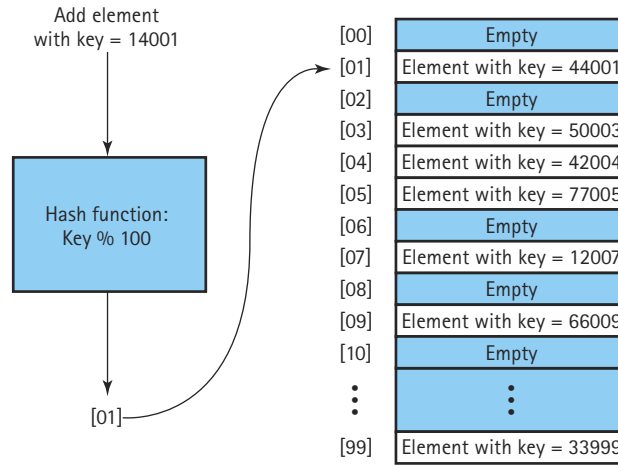 Add element
with key = 14001
Hash function:
Key % 100
[01]
[00] Empty
[01] Element with key = 44001
[02] Empty
[03] Element with key = 50003
[04] Element with key = 42004
[05] Element with key = 77005
[06] Empty
[07] Element with key = 12007
[08] Empty
[09] Element with key = 66009
[10] Empty
[99] Element with key = 33999